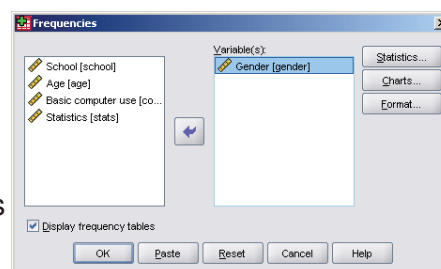 Frequencies
Variable(s):
School [school]
Age [age]
Basic computer use [co...
Statistics [stats]
Gender [gender]
Statistics...
Charts...
Format...
s
Display frequency tables
OK Paste Reset Cancel Help